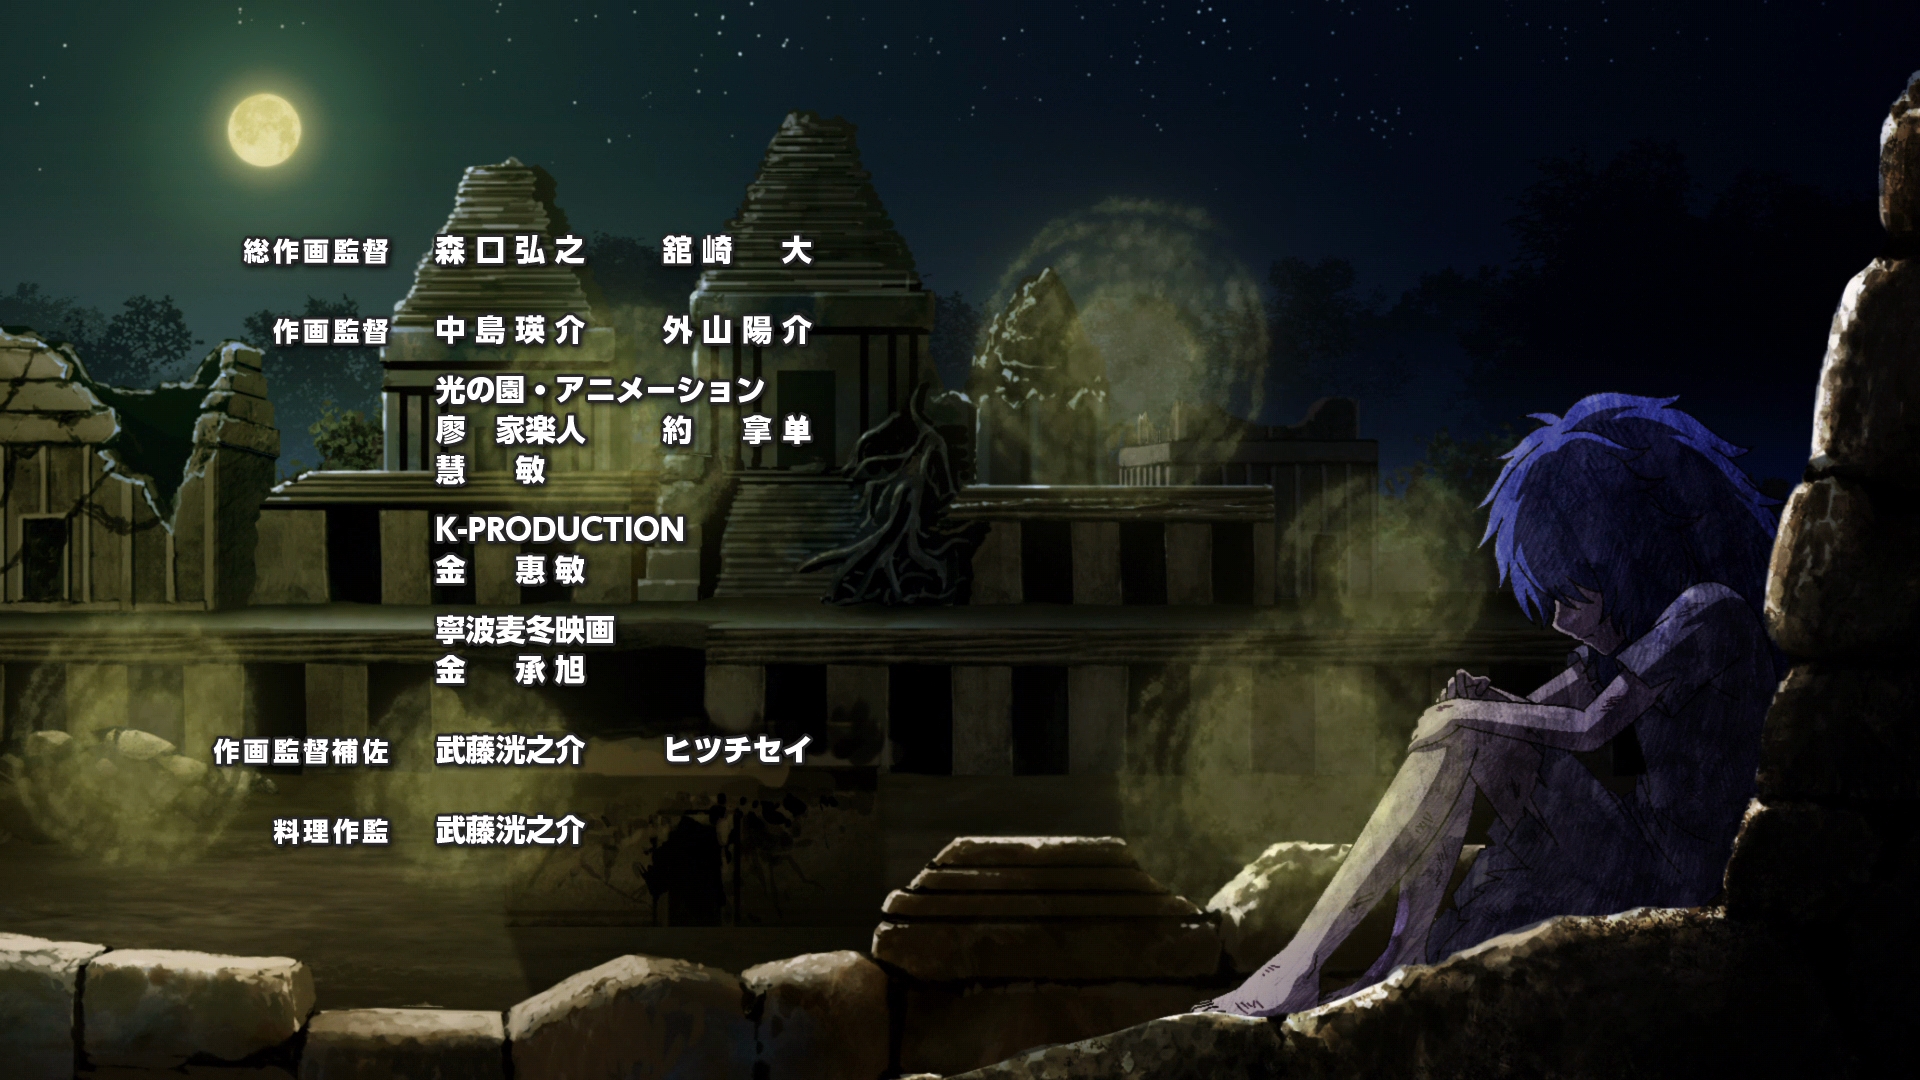 総作画監督 森口弘之 舘崎 大
作画監督 中島瑛介 外山陽介
光の園・アニメーション
廖 家楽人 約 拿单
慧 敏
K-PRODUCTION
金 惠敏
寧波麦冬映画
金 承旭
作画監督補佐 武藤洸之介 ヒツチセイ
料理作監 武藤洸之介